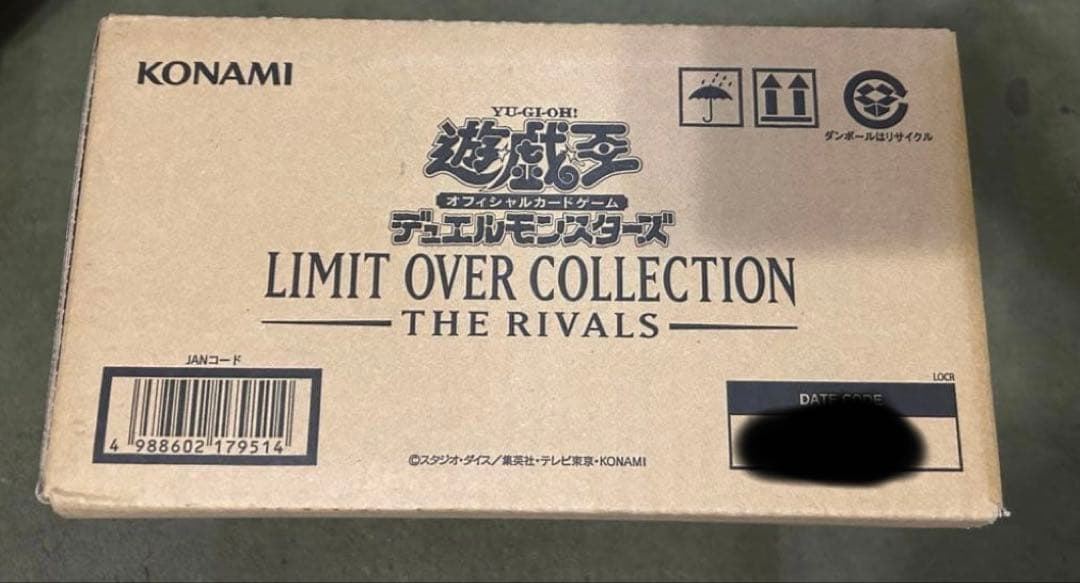 KONAMI
ダンボールはリサイクル
YU-GI-OH!
遊戯王
オフィシャルカードゲーム
デュエルモンスターズ
LIMIT OVER COLLECTION
THE RIVALS
JANコード
4 988602 179514
LOCR
DATE CODE
©スタジオ・ダイス/集英社・テレビ東京・KONAMI